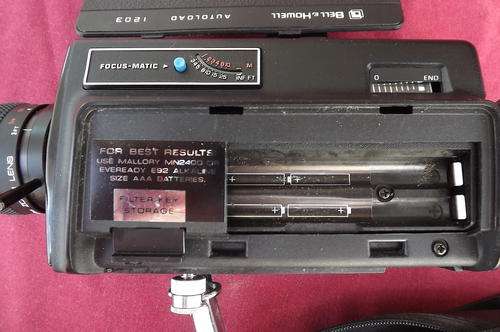 BELL & HOWELL
AUTOLOAD
1203
FOCUS-MATIC
M
INF FT
O
END
LENS
FOR BEST RESULTS
USE MALLORY MN2400 OR
EVEREADY E92 ALKALINE
SIZE AAA BATTERIES.
FILTER KEY
STORAGE
+
+
+
+